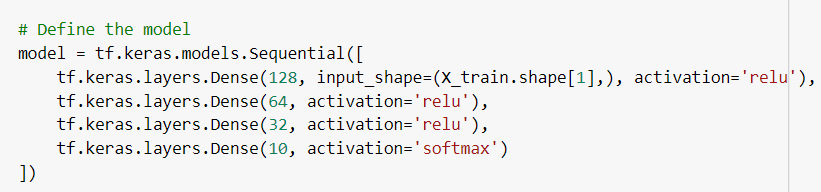 # Define the model
model = tf.keras.models.Sequential([
    tf.keras.layers.Dense(128, input_shape=(X_train.shape[1],), activation='relu'),
    tf.keras.layers.Dense(64, activation='relu'),
    tf.keras.layers.Dense(32, activation='relu'),
    tf.keras.layers.Dense(10, activation='softmax')
])